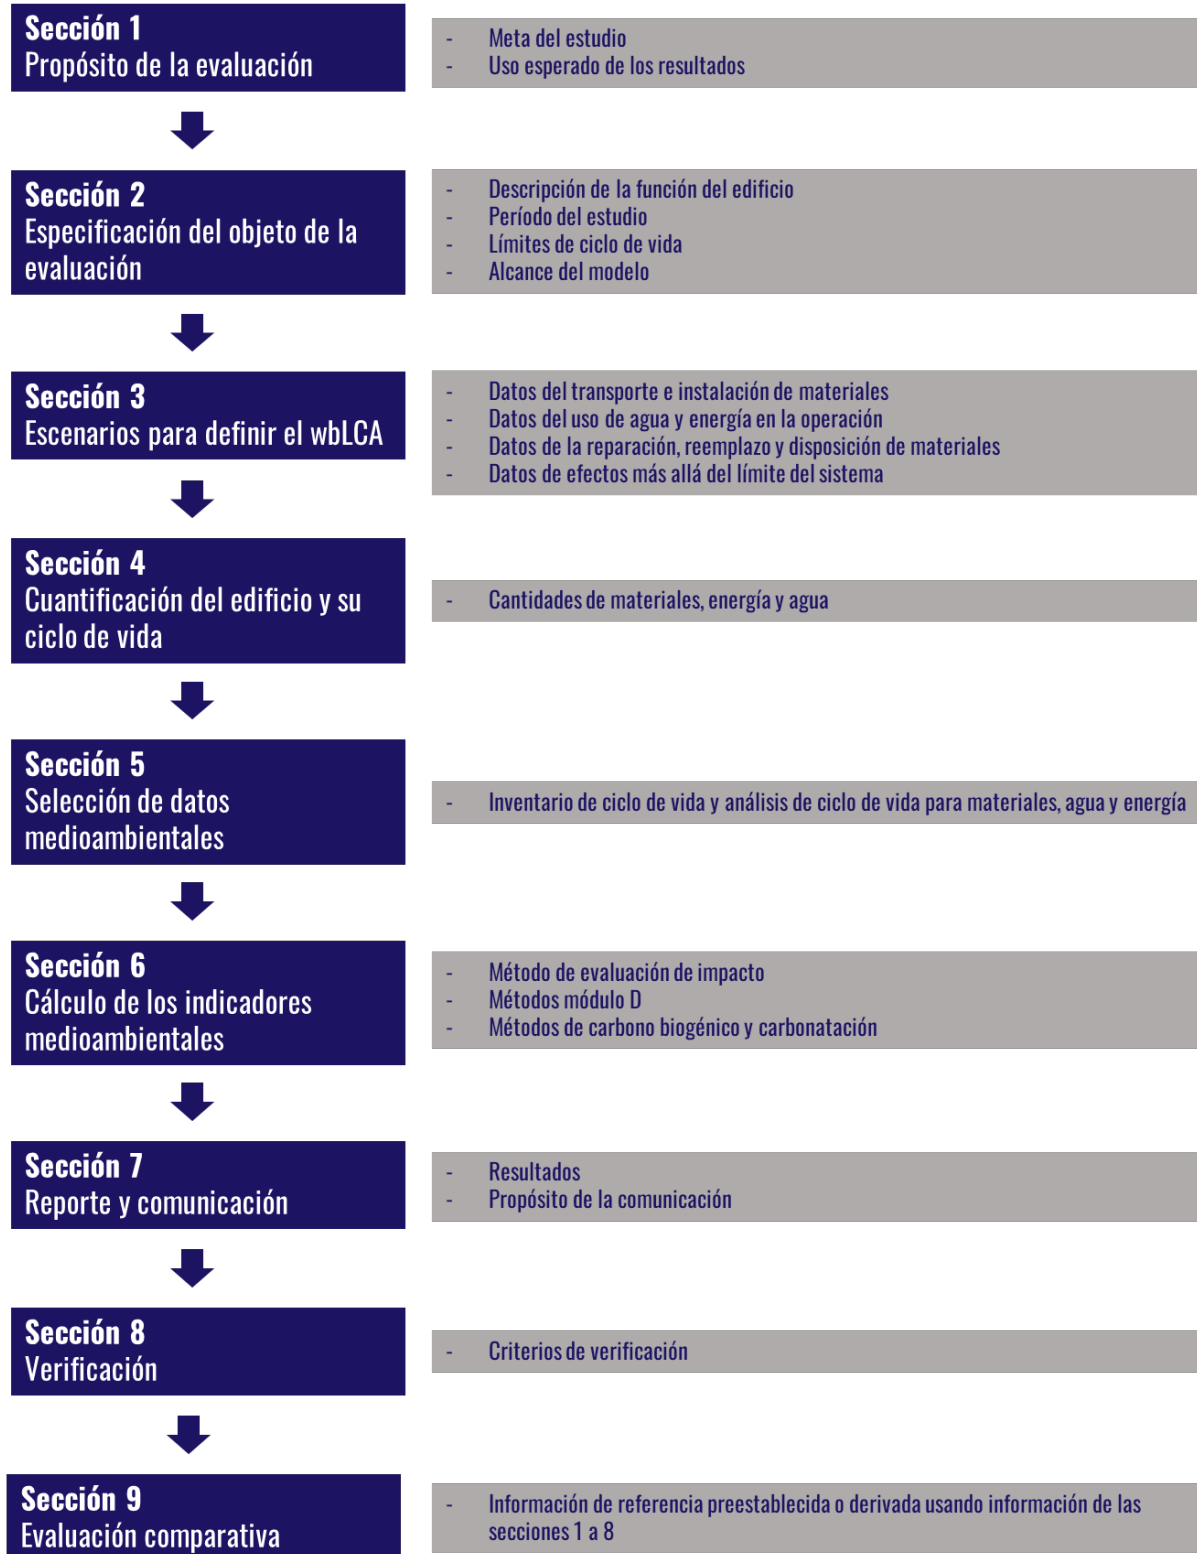 Sección 1
Propósito de la evaluación
- Meta del estudio
- Uso esperado de los resultados
Sección 2
Especificación del objeto de la
evaluación
- Descripción de la función del edificio
- Período del estudio
- Límites de ciclo de vida
- Alcance del modelo
Sección 3
Escenarios para definir el wbLCA
- Datos del transporte e instalación de materiales
- Datos del uso de agua y energía en la operación
- Datos de la reparación, reemplazo y disposición de materiales
- Datos de efectos más allá del límite del sistema
Sección 4
Cuantificación del edificio y su
ciclo de vida
- Cantidades de materiales, energía y agua
Sección 5
Selección de datos
medioambientales
- Inventario de ciclo de vida y análisis de ciclo de vida para materiales, agua y energía
Sección 6
Cálculo de los indicadores
medioambientales
- Método de evaluación de impacto
- Métodos módulo D
- Métodos de carbono biogénico y carbonatación
Sección 7
Reporte y comunicación
- Resultados
- Propósito de la comunicación
Sección 8
Verificación
- Criterios de verificación
Sección 9
Evaluación comparativa
- Información de referencia preestablecida o derivada usando información de las
secciones 1 a 8